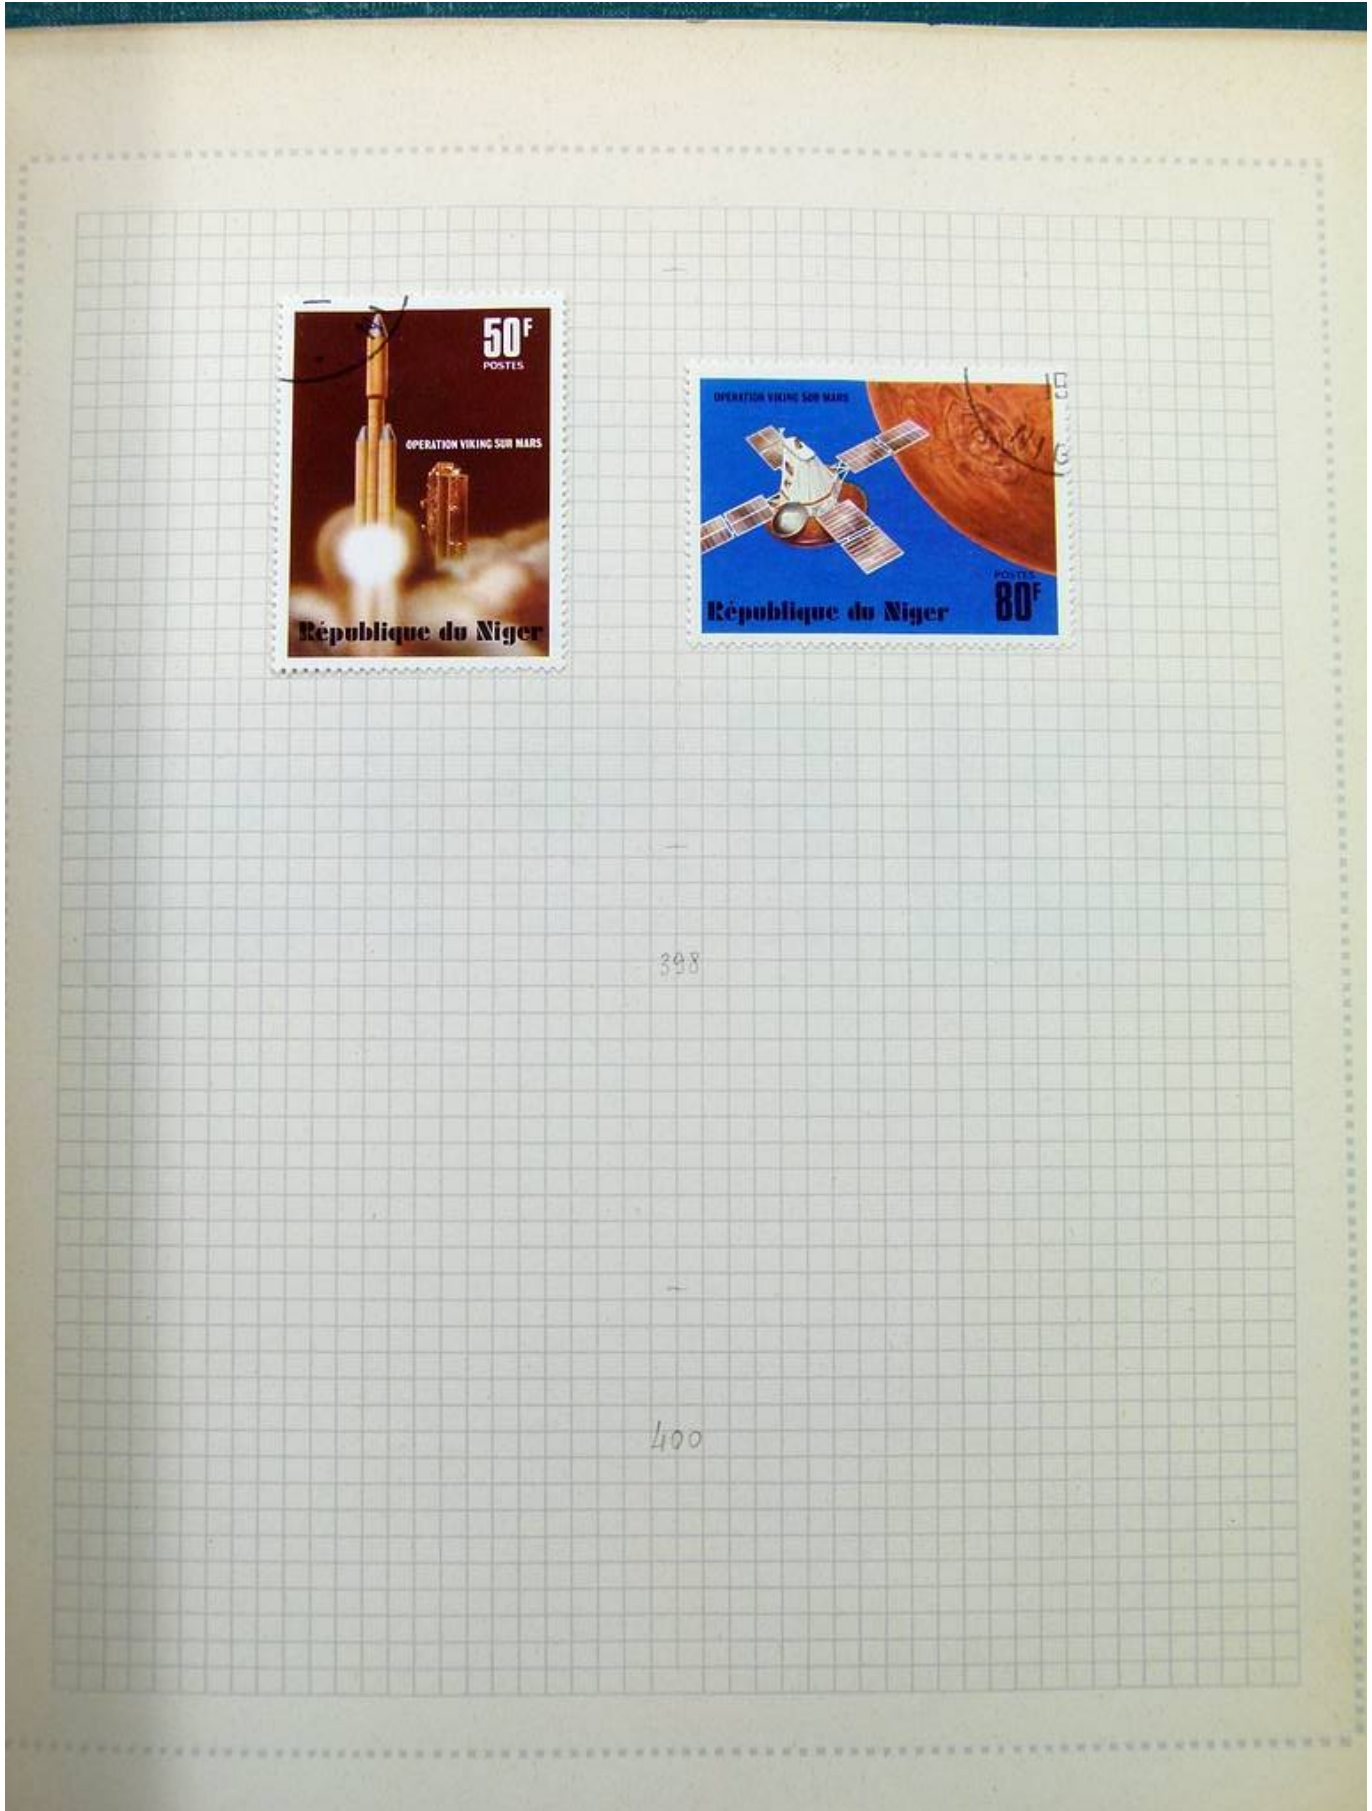 50F
POSTES
OPERATION VIKING SUR MARS
République du Niger
OPERATION VIKING SUR MARS
NIG
POSTES
80F
République du Niger
398
400